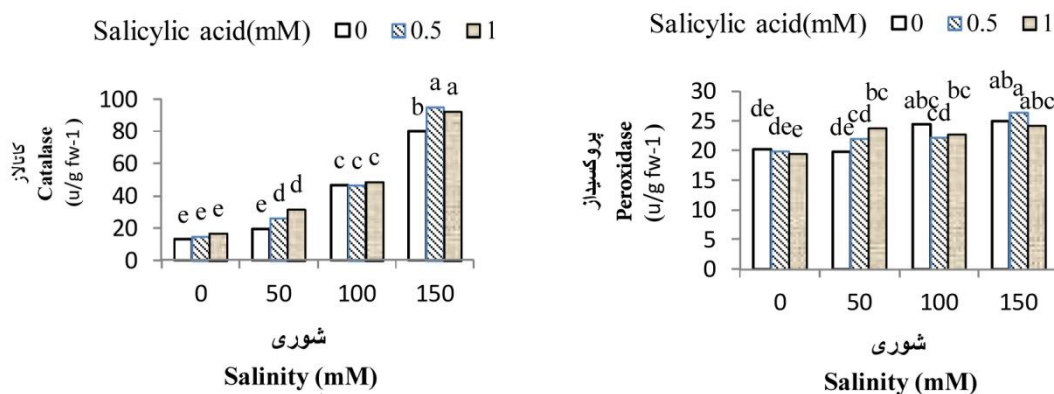 Salicylic acid(mM) 0 0.5 1
a a
b
c c c
d d
e
e e e
100
80
60
40
20
0
کاتالاز
Catalase
(u/g fw-1)
0 50 100 150
شوری
Salinity (mM)
Salicylic acid(mM) 0 0.5 1
de de e
de cd bc
abc cd bc
ab a abc
30
25
20
15
10
5
0
پروکسیداز
Peroxidase
(u/g fw-1)
0 50 100 150
شوری
Salinity (mM)